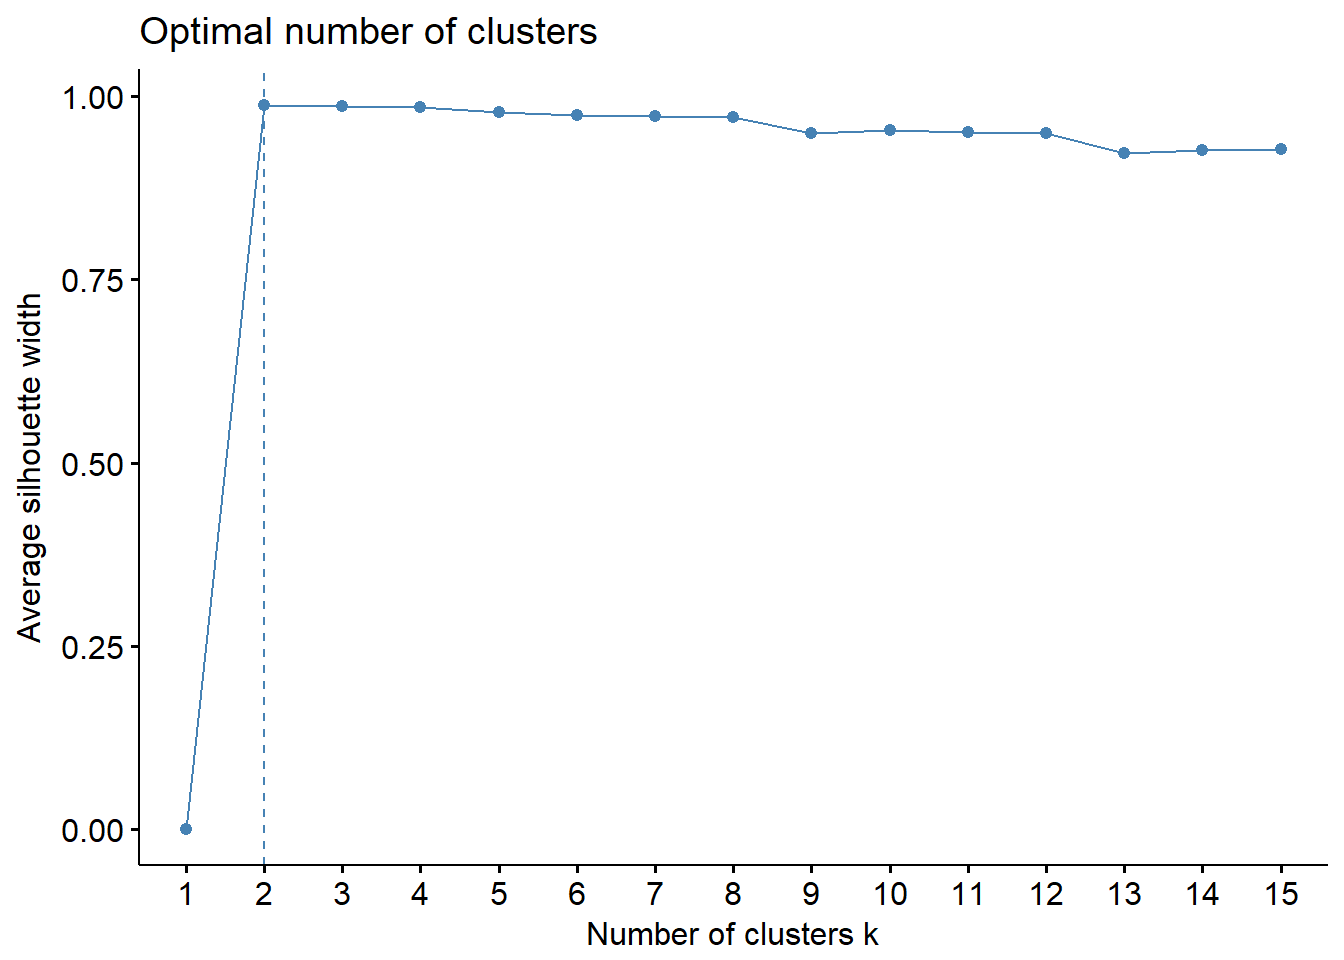 Optimal number of clusters
1.00
0.75
0.50
0.25
0.00
Average silhouette width
1 2 3 4 5 6 7 8 9 10 11 12 13 14 15
Number of clusters k